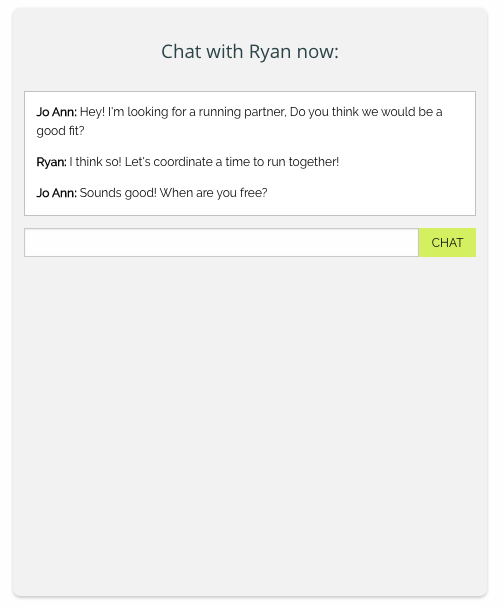 Chat with Ryan now:
Jo Ann: Hey! I'm looking for a running partner, Do you think we would be a
good fit?
Ryan: I think so! Let's coordinate a time to run together!
Jo Ann: Sounds good! When are you free?
CHAT